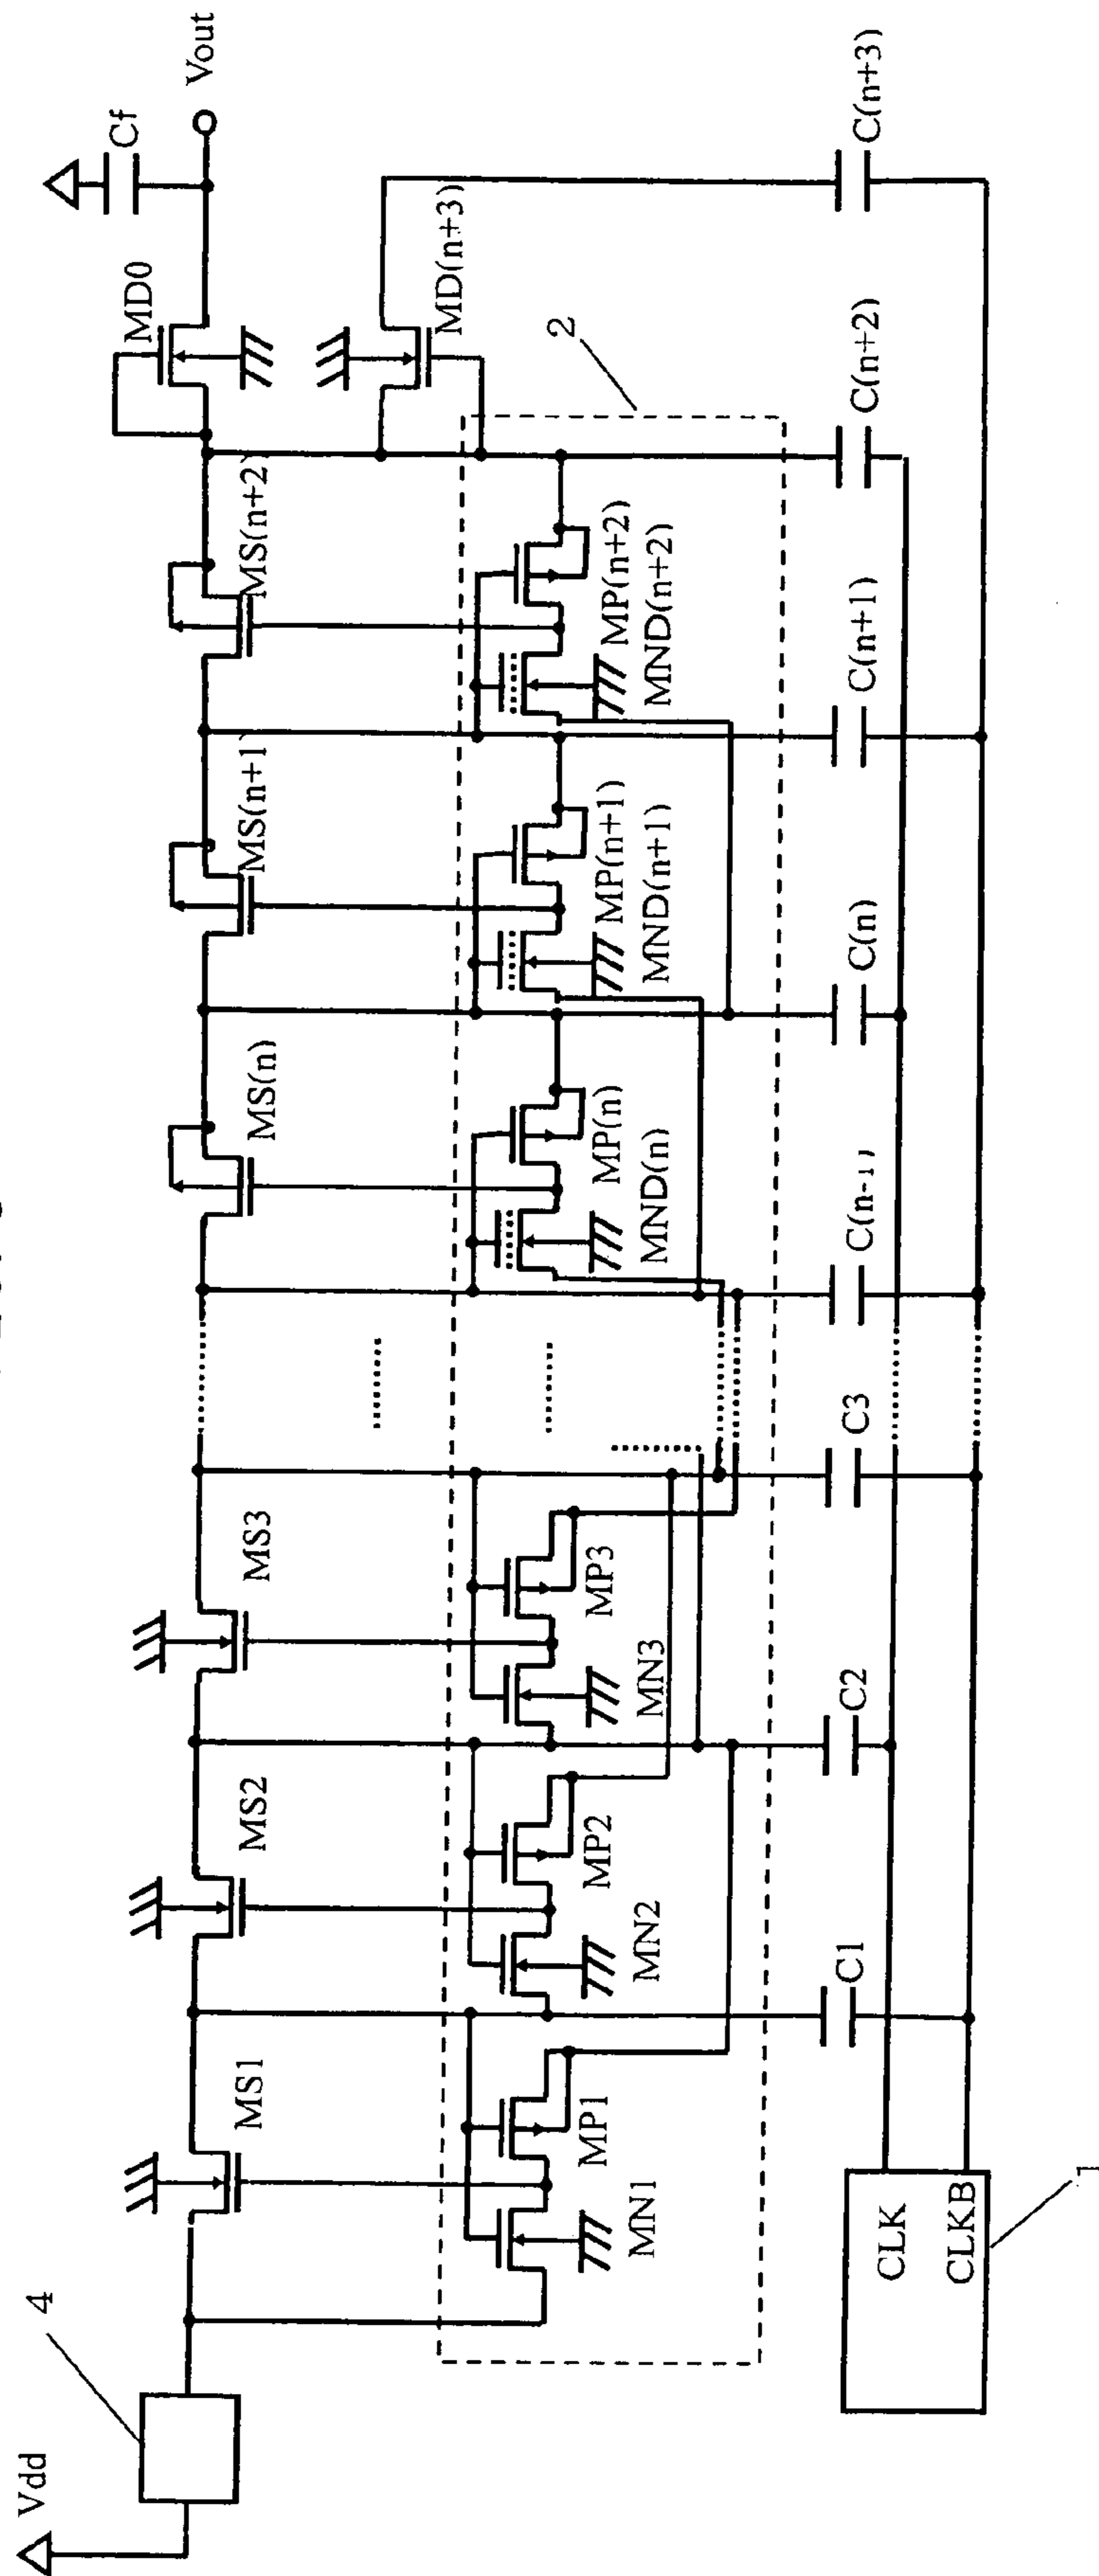 Vdd
4
MS1
MS2
MS3
MS(n)
MS(n+1)
MS(n+2)
MD0
Cf
Vout
MD(n+3)
2
MN1
MP1
MN2
MP2
MN3
MP3
MND(n)
MP(n)
MND(n+1)
MP(n+1)
MND(n+2)
MP(n+2)
C1
C2
C3
C(n-1)
C(n)
C(n+1)
C(n+2)
C(n+3)
CLK
CLKB
1